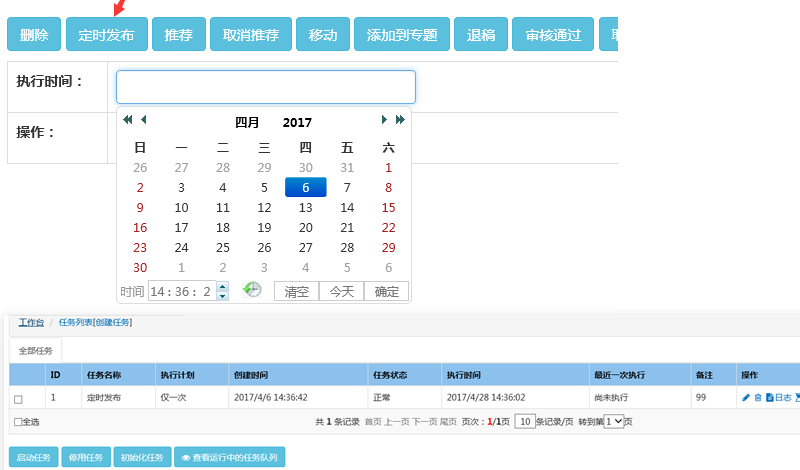 删除 定时发布 推荐 取消推荐 移动 添加到专题 退稿 审核通过
执行时间：
四月 2017
日 一 二 三 四 五 六
26 27 28 29 30 31 1
2 3 4 5 6 7 8
9 10 11 12 13 14 15
16 17 18 19 20 21 22
23 24 25 26 27 28 29
30 1 2 3 4 5 6
时间 14:36:2 清空 今天 确定
操作：
工作台 / 任务列表[创建任务]
全部任务
ID 任务名称 执行计划 创建时间 任务状态 执行时间 最近一次执行 备注 操作
1 定时发布 仅一次 2017/4/6 14:36:42 正常 2017/4/28 14:36:02 尚未执行 99 日志
全选 共 1 条记录 首页 上一页 下一页 尾页 页次：1/1页 10 条记录/页 转到第 1 页
启动任务 停用任务 初始化任务 查看运行中的任务队列